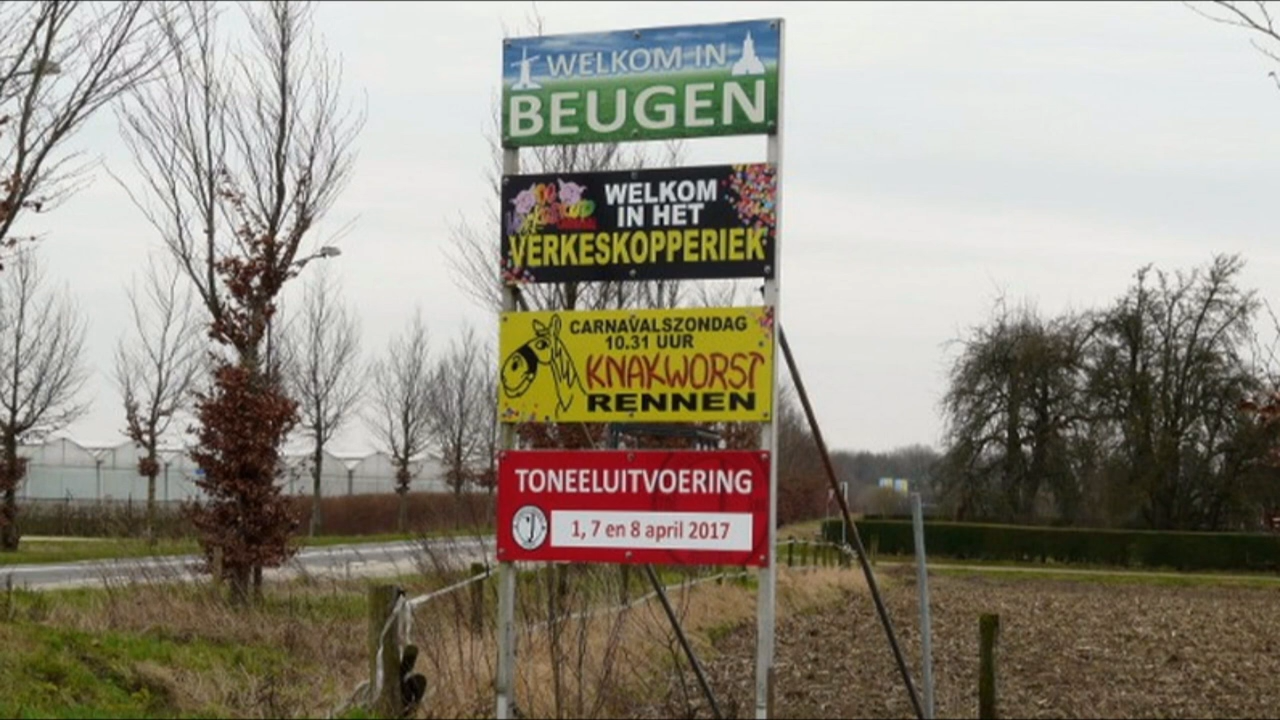 WELKOM IN
BEUGEN
WELKOM
IN HET
VERKESKOPPERIEK
CARNAVALSZONDAG
10.31 UUR
KNAKWORST
RENNEN
TONEELUITVOERING
1, 7 en 8 april 2017